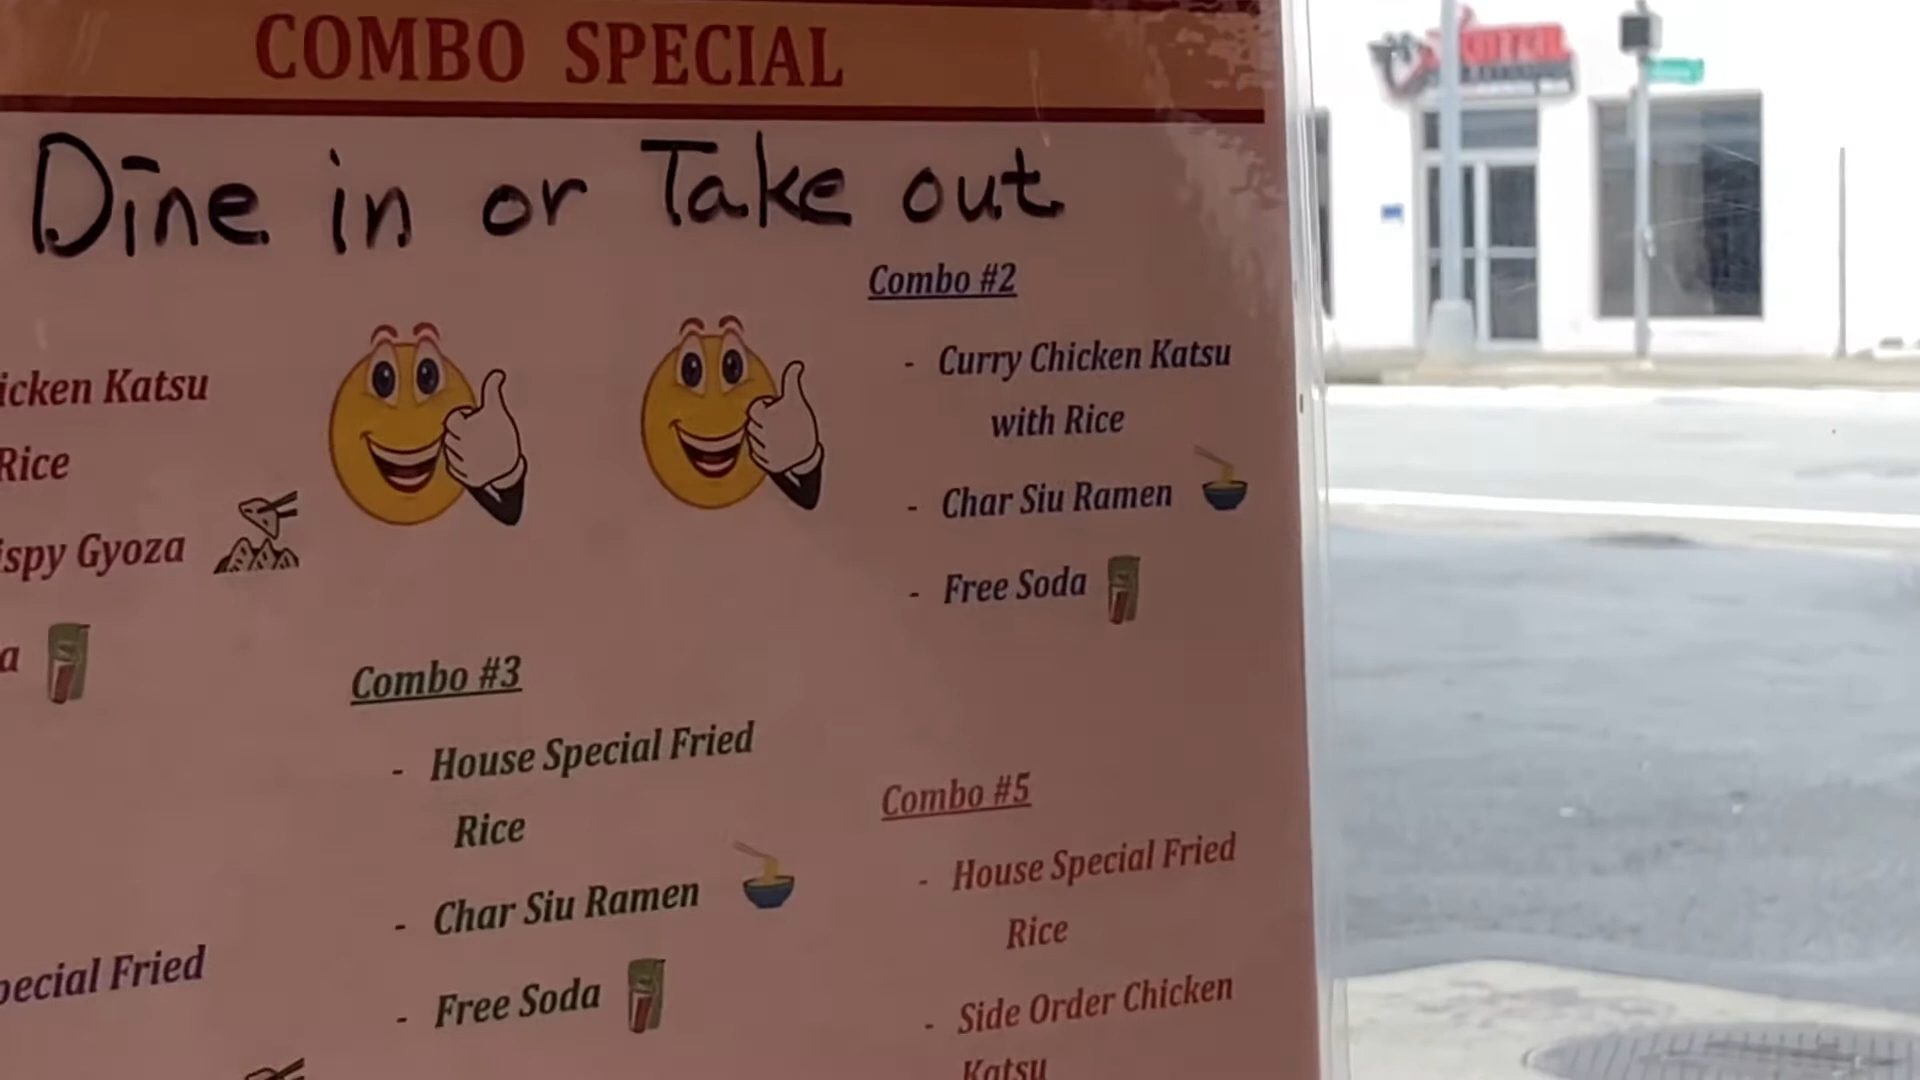 COMBO SPECIAL
Dine in or Take out
icken Katsu
Rice
ispy Gyoza
a
Combo #2
- Curry Chicken Katsu
with Rice
- Char Siu Ramen
- Free Soda
Combo #3
- House Special Fried
Rice
- Char Siu Ramen
- Free Soda
pecial Fried
Combo #5
- House Special Fried
Rice
- Side Order Chicken
Katsu